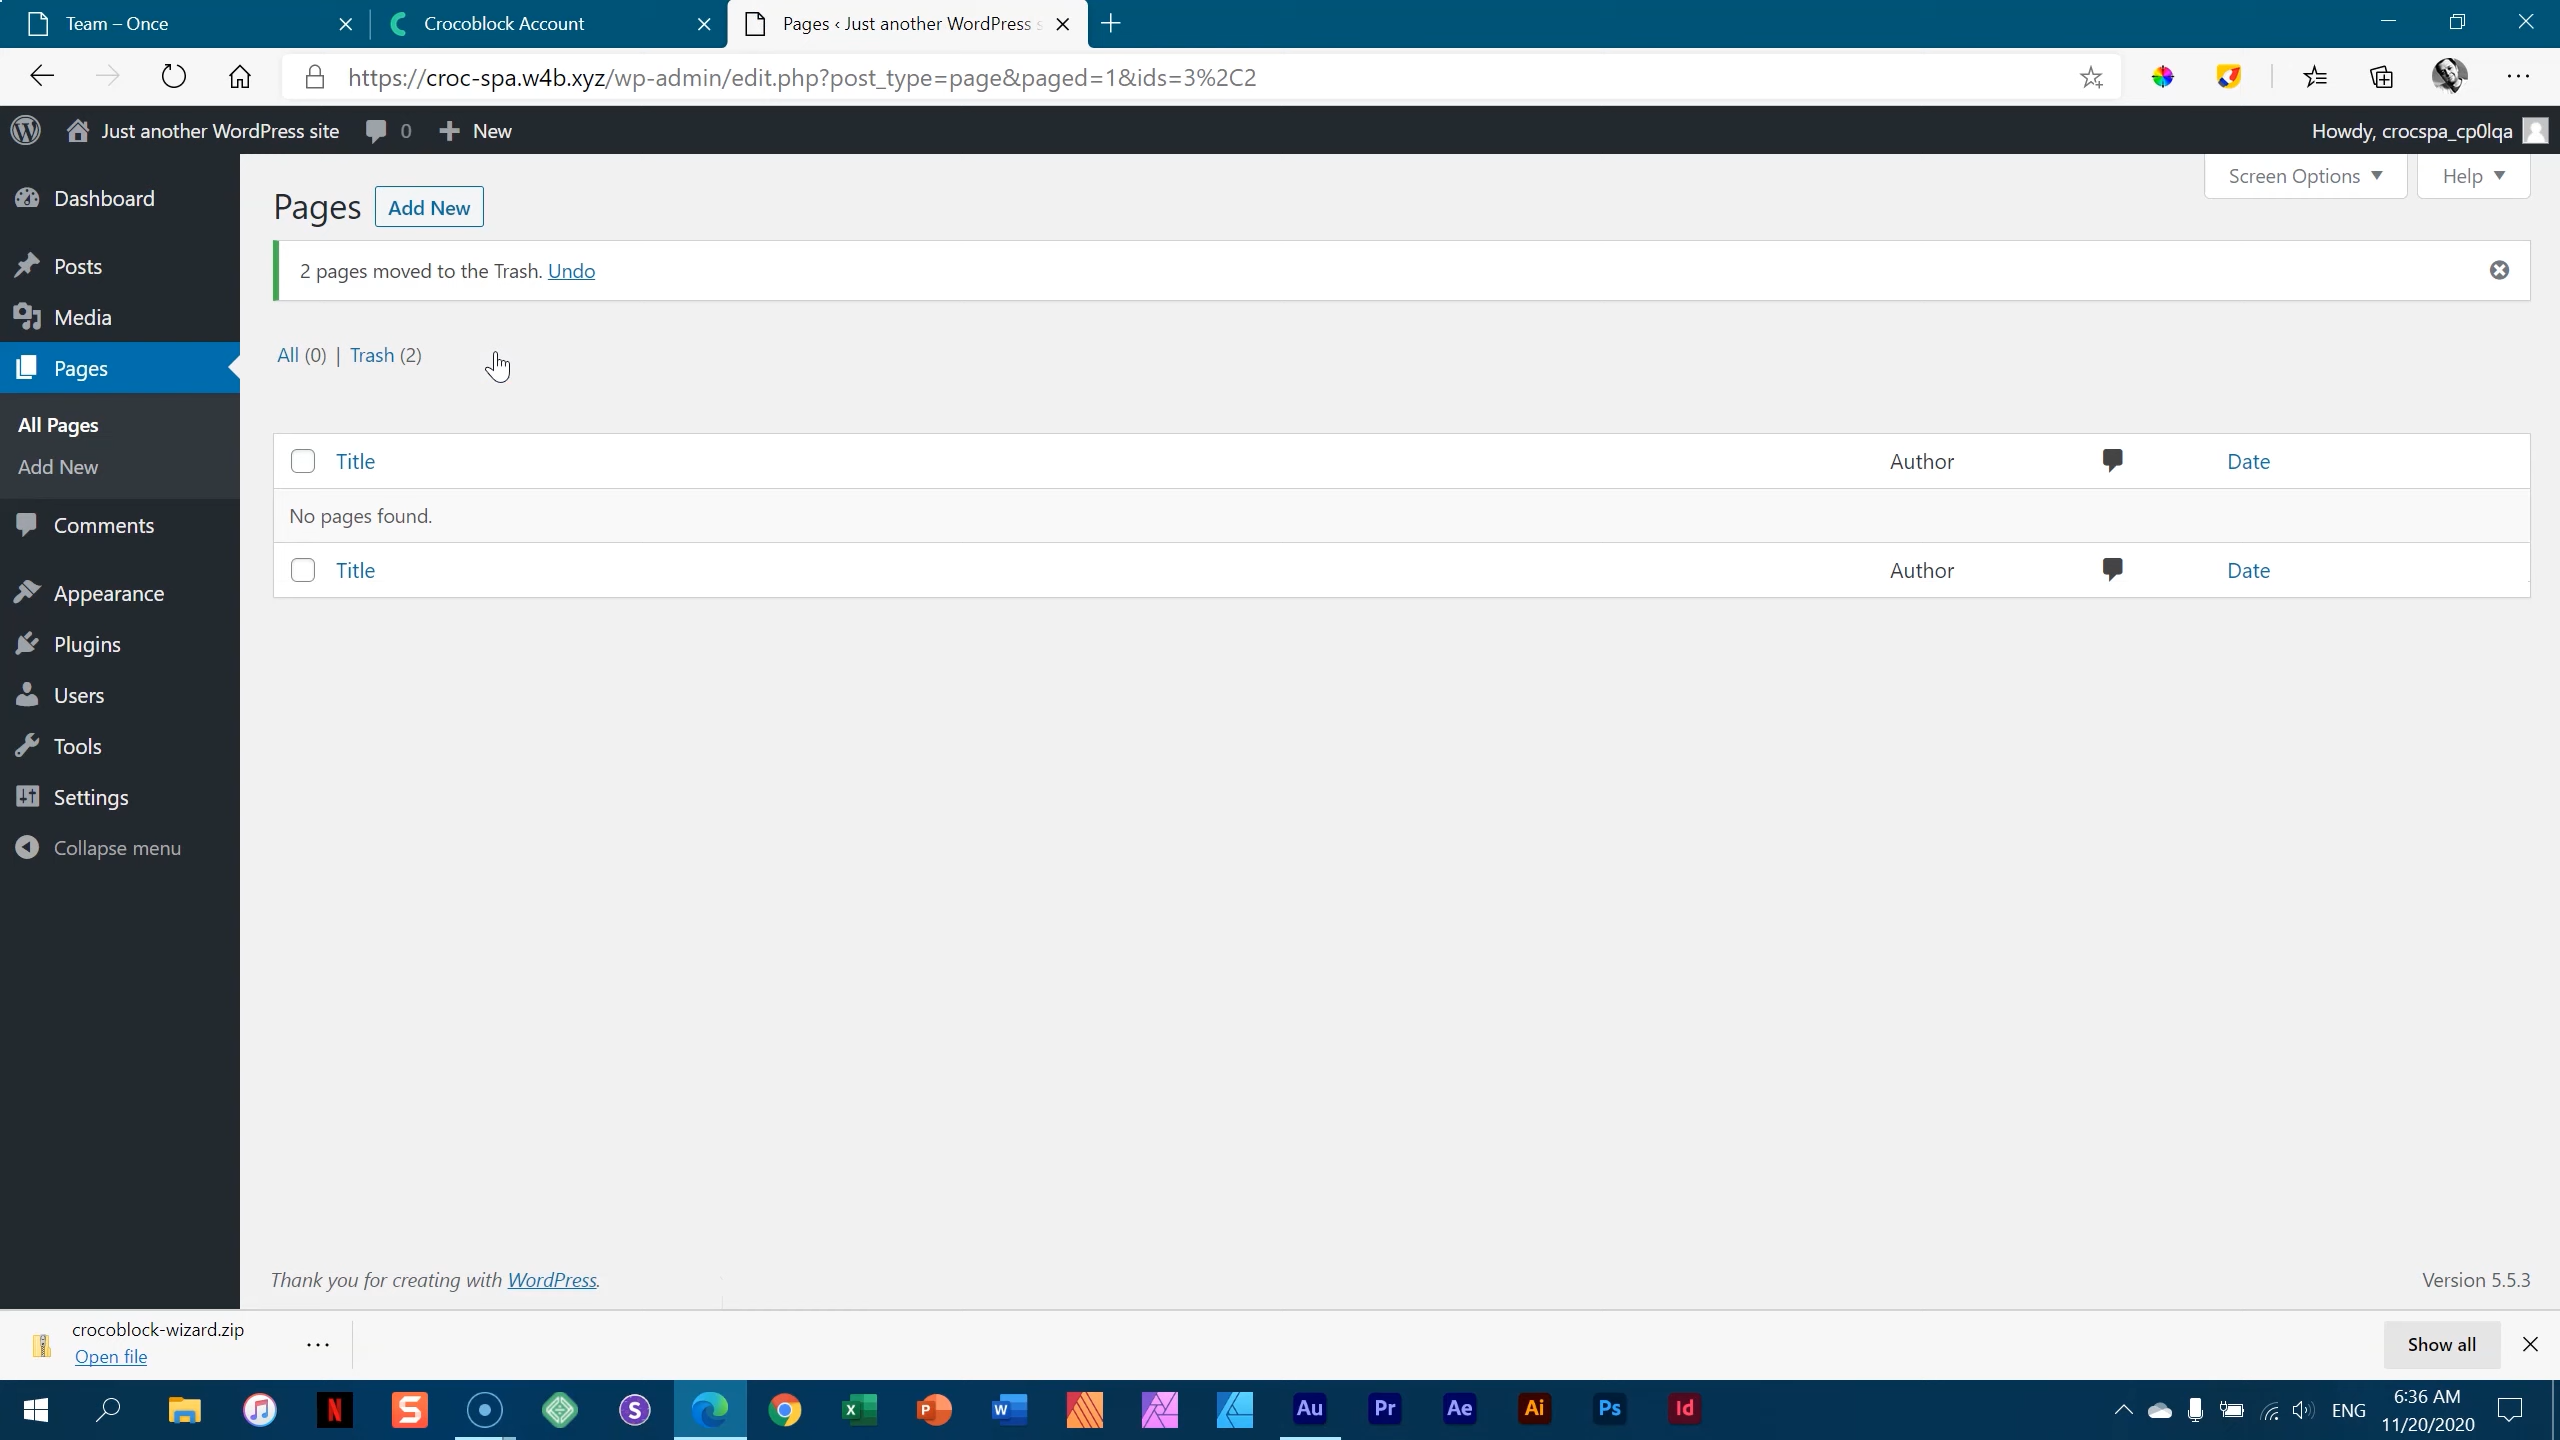 Team – Once
Crocoblock Account
Pages ‹ Just another WordPress s
https://croc-spa.w4b.xyz/wp-admin/edit.php?post_type=page&paged=1&ids=3%2C2
Just another WordPress site
0
New
Howdy, crocspa_cp0lqa
Dashboard
Posts
Media
Pages
All Pages
Add New
Comments
Appearance
Plugins
Users
Tools
Settings
Collapse menu
Screen Options
Help
Pages
Add New
2 pages moved to the Trash. Undo
All (0) | Trash (2)
Title Author Date
No pages found.
Title Author Date
Thank you for creating with WordPress.
Version 5.5.3
crocoblock-wizard.zip
Open file
Show all
N
S
S
X
P
W
Au
Pr
Ae
Ai
Ps
Id
ENG
6:36 AM
11/20/2020